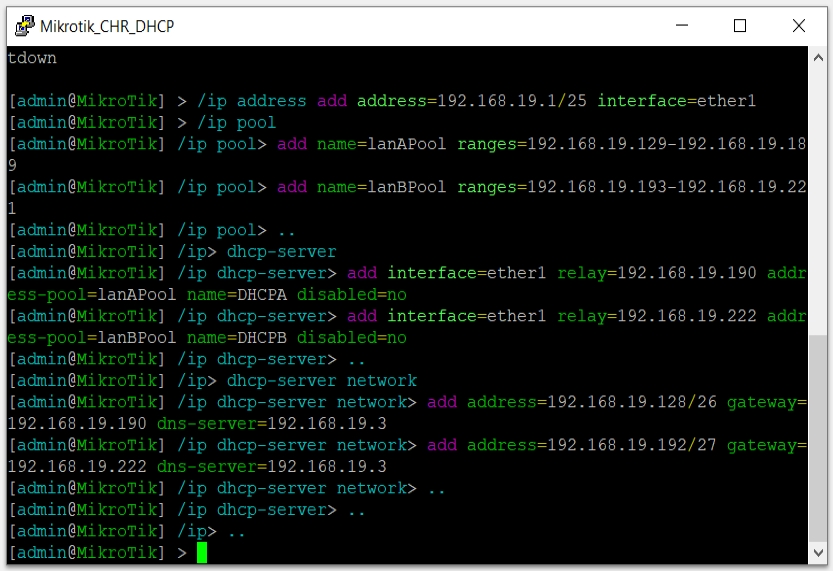 Mikrotik_CHR_DHCP
tdown
[admin@MikroTik] > /ip address add address=192.168.19.1/25 interface=ether1
[admin@MikroTik] > /ip pool
[admin@MikroTik] /ip pool> add name=lanAPool ranges=192.168.19.129-192.168.19.18
9
[admin@MikroTik] /ip pool> add name=lanBPool ranges=192.168.19.193-192.168.19.22
1
[admin@MikroTik] /ip pool> ..
[admin@MikroTik] /ip> dhcp-server
[admin@MikroTik] /ip dhcp-server> add interface=ether1 relay=192.168.19.190 addr
ess-pool=lanAPool name=DHCPA disabled=no
[admin@MikroTik] /ip dhcp-server> add interface=ether1 relay=192.168.19.222 addr
ess-pool=lanBPool name=DHCPB disabled=no
[admin@MikroTik] /ip dhcp-server> ..
[admin@MikroTik] /ip> dhcp-server network
[admin@MikroTik] /ip dhcp-server network> add address=192.168.19.128/26 gateway=
192.168.19.190 dns-server=192.168.19.3
[admin@MikroTik] /ip dhcp-server network> add address=192.168.19.192/27 gateway=
192.168.19.222 dns-server=192.168.19.3
[admin@MikroTik] /ip dhcp-server network> ..
[admin@MikroTik] /ip dhcp-server> ..
[admin@MikroTik] /ip> ..
[admin@MikroTik] >